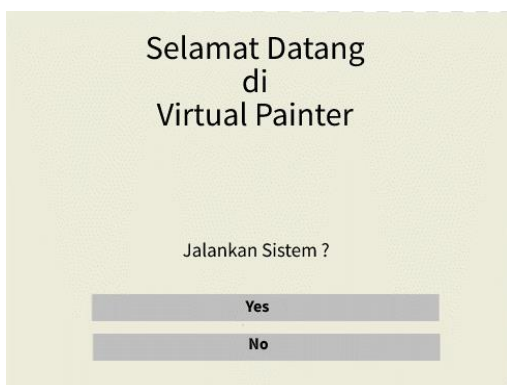 Selamat Datang
di
Virtual Painter
Jalankan Sistem ?
Yes
No